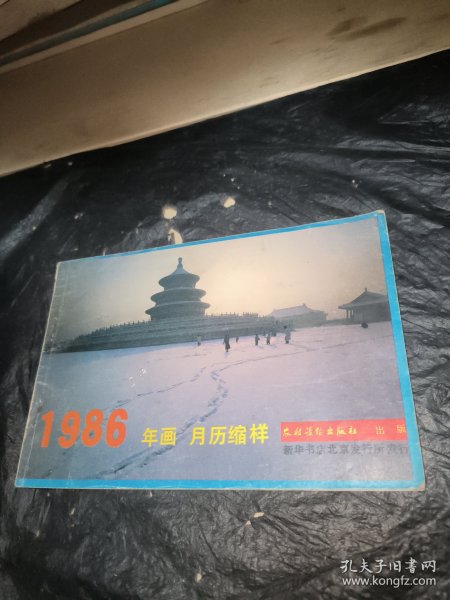 1986 年画 月历缩样
农村读物出版社 出版
新华书店北京发行所发行
孔夫子旧书网
www.kongfz.com